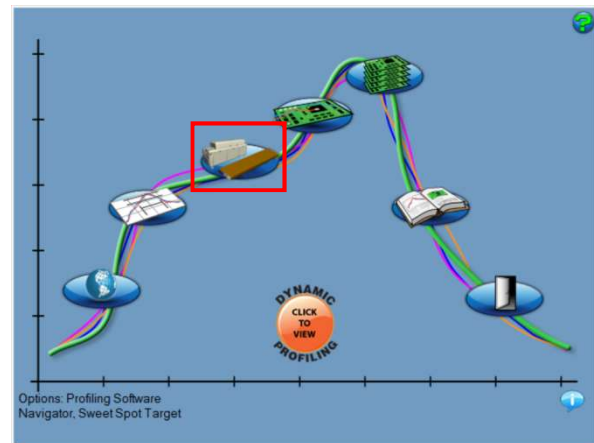 DYNAMIC
CLICK
TO
VIEW
PROFILING
Options: Profiling Software
Navigator, Sweet Spot Target